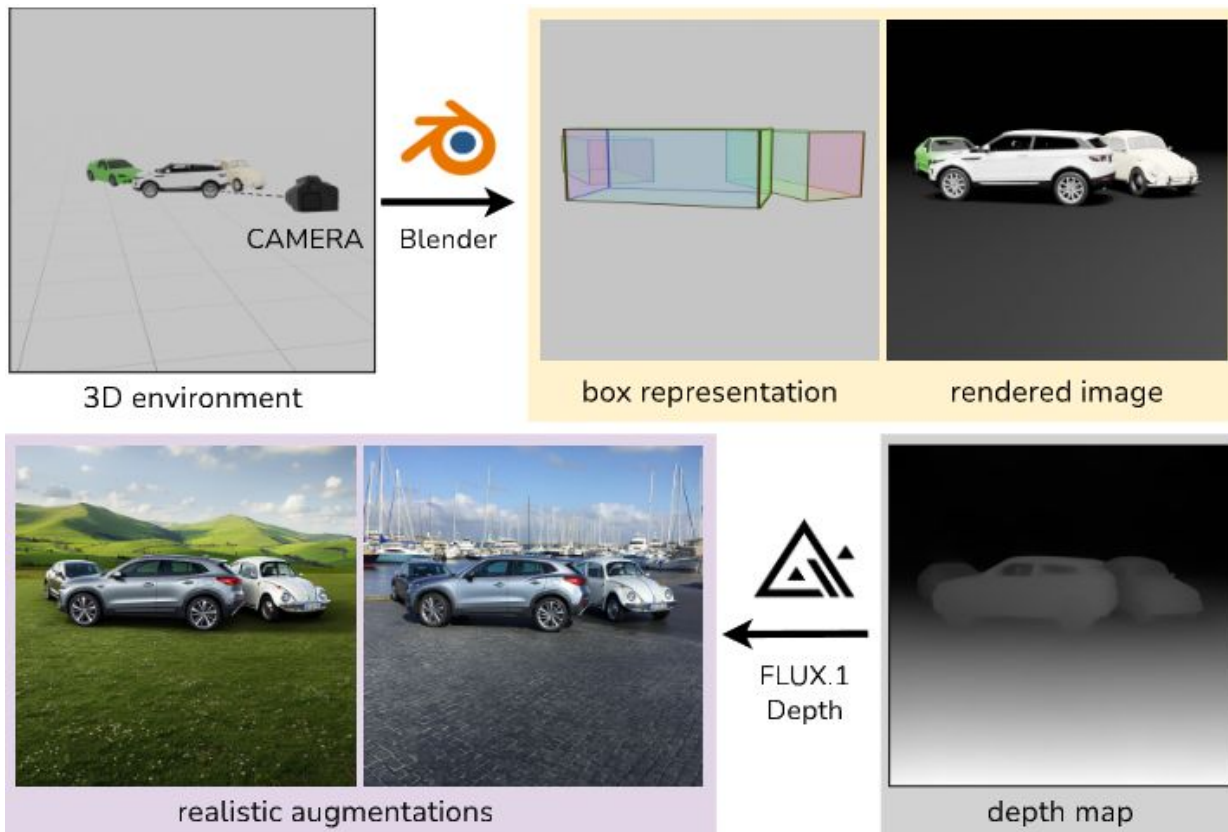 CAMERA
Blender
3D environment
box representation
rendered image
FLUX.1
Depth
realistic augmentations
depth map